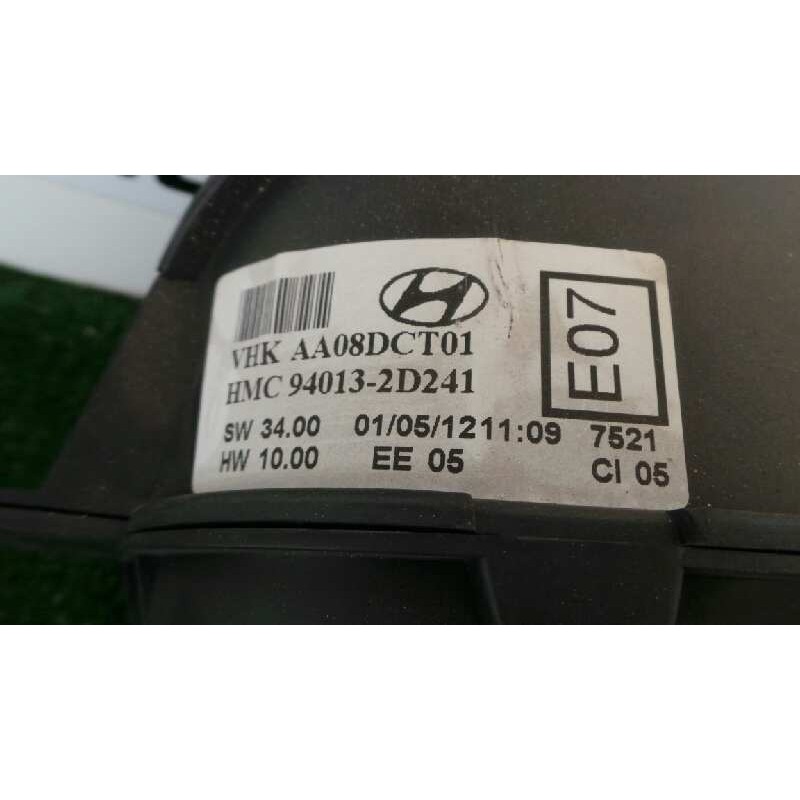 VHK AA08DCT01
HMC 94013-2D241
E07
SW 34.00 01/05/1211:09 7521
HW 10.00 EE 05 CI 05